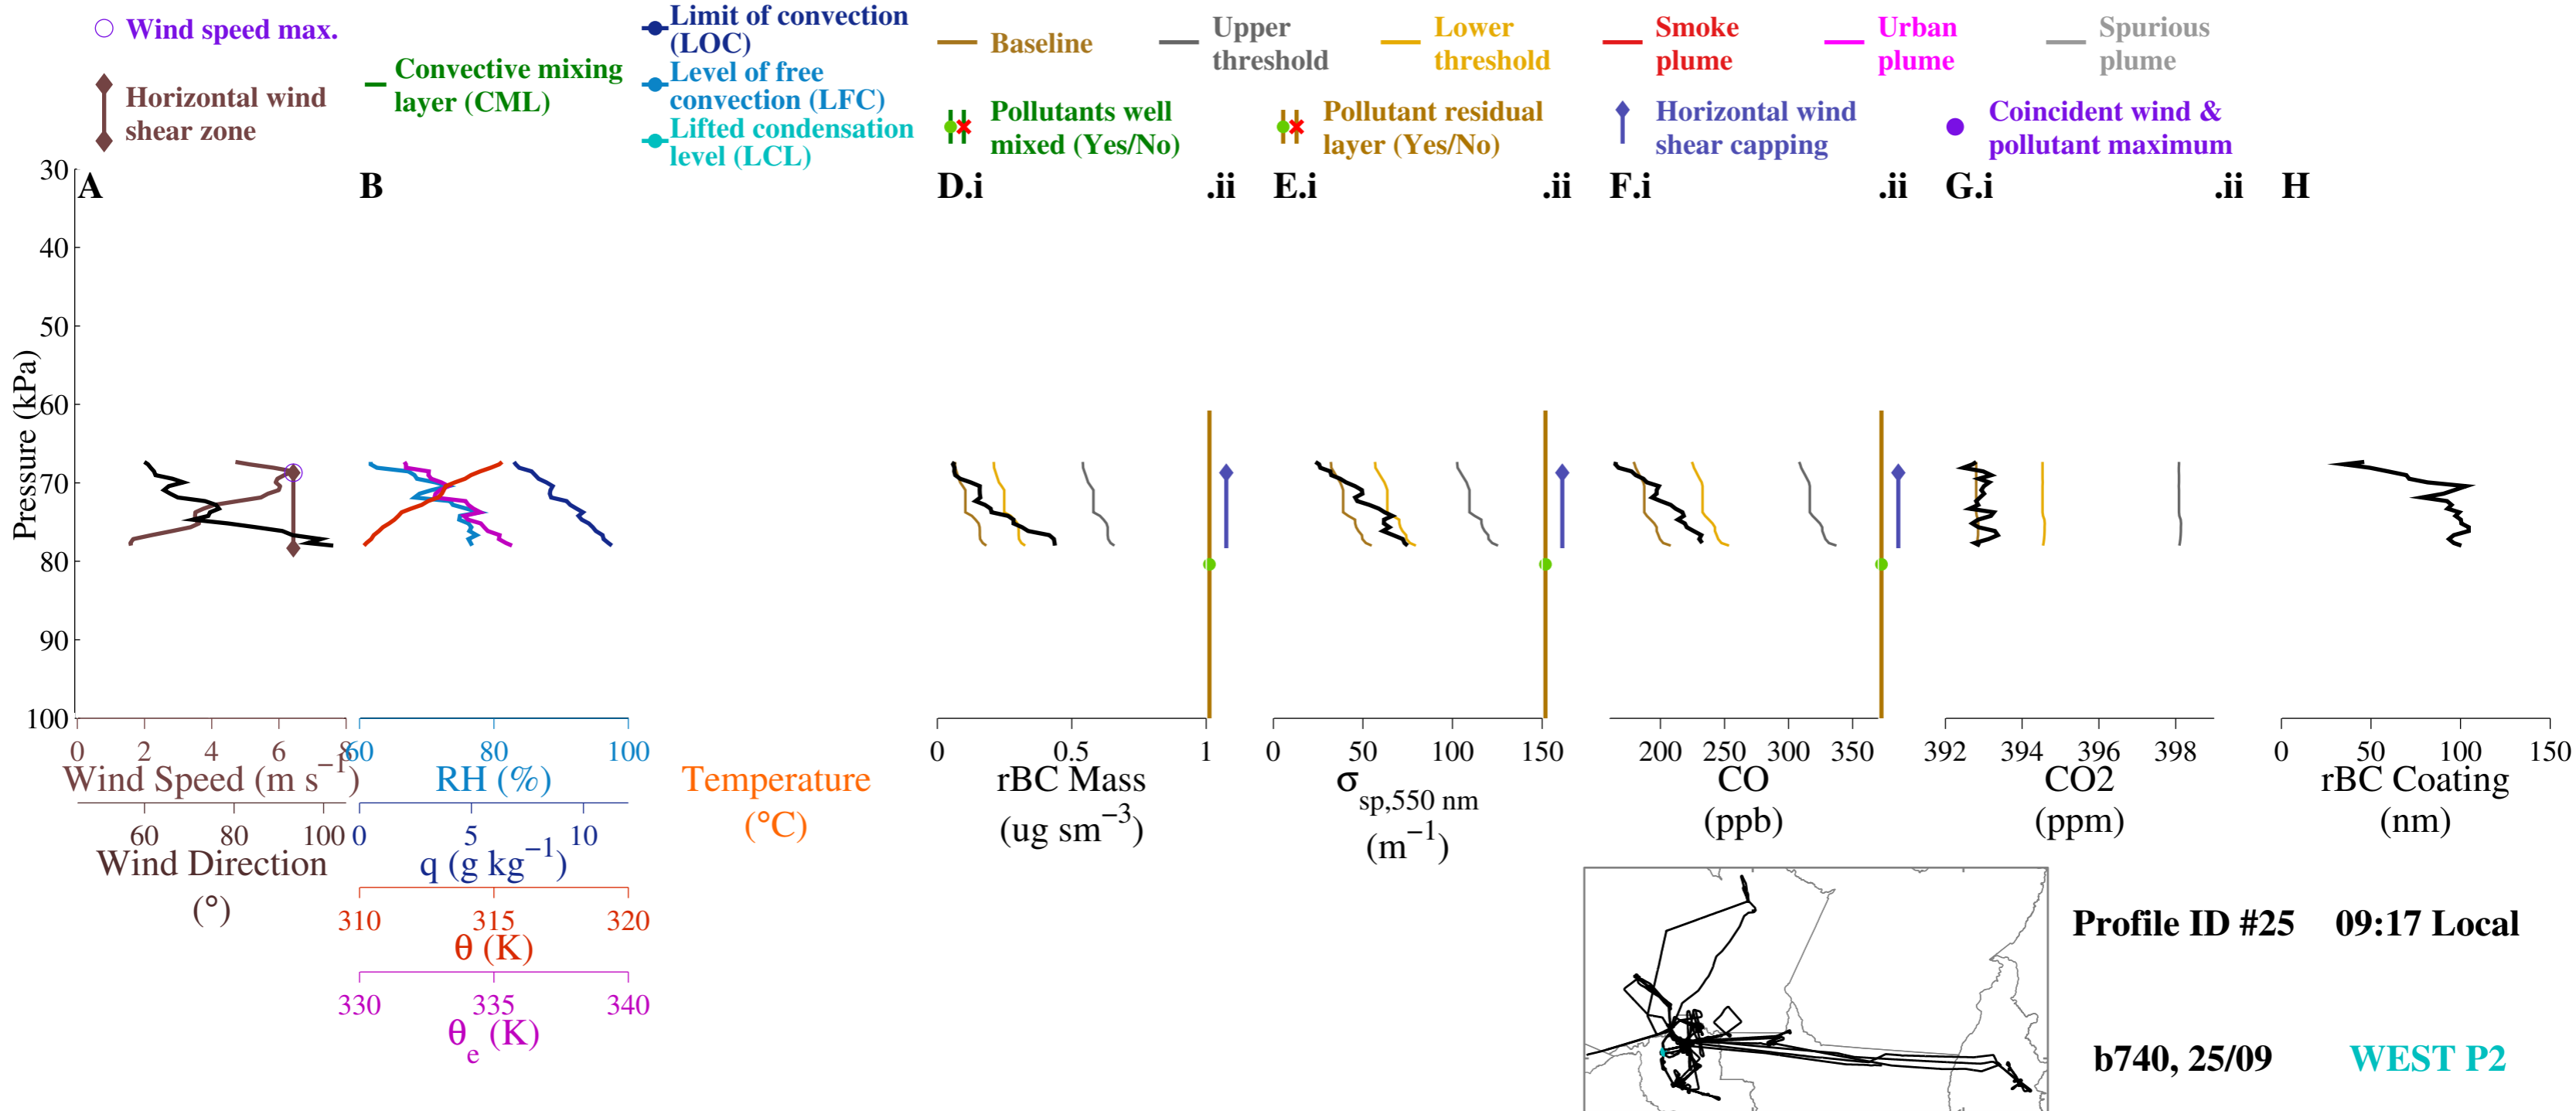 Wind speed max.
Horizontal wind
shear zone
Convective mixing
layer (CML)
Limit of convection
(LOC)
Level of free
convection (LFC)
Lifted condensation
level (LCL)
Baseline
Upper
threshold
Lower
threshold
Smoke
plume
Urban
plume
Spurious
plume
Pollutants well
mixed (Yes/No)
Pollutant residual
layer (Yes/No)
Horizontal wind
shear capping
Coincident wind &
pollutant maximum
A B D.i .ii E.i .ii F.i .ii G.i .ii H
Pressure (kPa)
30
40
50
60
70
80
90
100
0 2 4 6 8
Wind Speed (m s−1)
60 80 100
Wind Direction
(°)
60 80 100
RH (%)
0 5 10
q (g kg−1)
310 315 320
θ (K)
330 335 340
θe (K)
Temperature
(°C)
0 0.5 1
rBC Mass
(ug sm−3)
0 50 100 150
σsp,550 nm
(m−1)
200 250 300 350
CO
(ppb)
392 394 396 398
CO2
(ppm)
0 50 100 150
rBC Coating
(nm)
Profile ID #25 09:17 Local
b740, 25/09 WEST P2